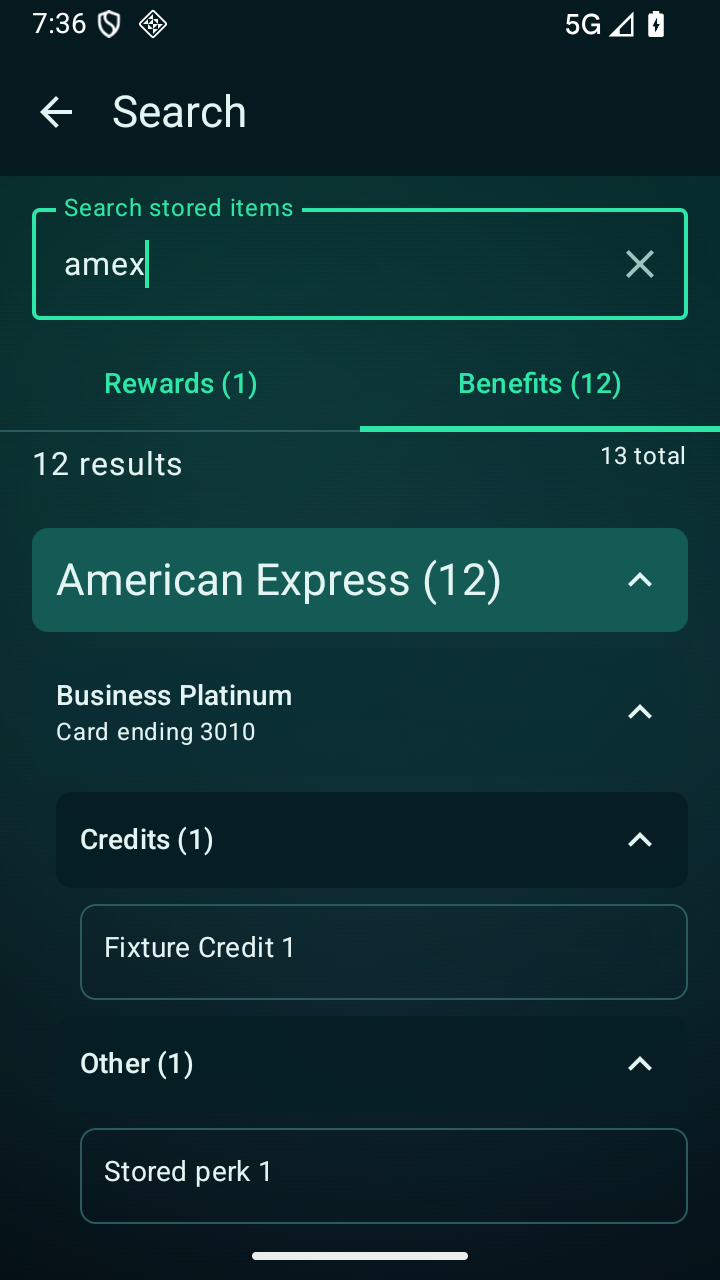 7:36
5G
Search
Search stored items
amex
Rewards (1)
Benefits (12)
12 results
13 total
American Express (12)
Business Platinum
Card ending 3010
Credits (1)
Fixture Credit 1
Other (1)
Stored perk 1